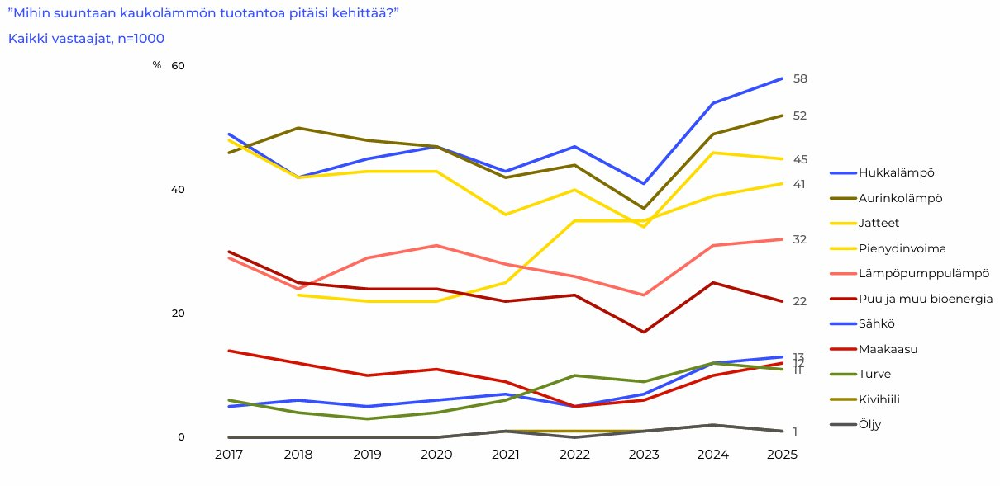 ”Mihin suuntaan kaukolämmön tuotantoa pitäisi kehittää?”
Kaikki vastaajat, n=1000
% 60
58
52
45
Hukkalämpö
40
41
Aurinkolämpö
Jätteet
32
Pienydinvoima
Lämpöpumppulämpö
22
Puu ja muu bioenergia
20
Sähkö
13
Maakaasu
12
11
Turve
Kivihiili
1
Öljy
0
2017 2018 2019 2020 2021 2022 2023 2024 2025